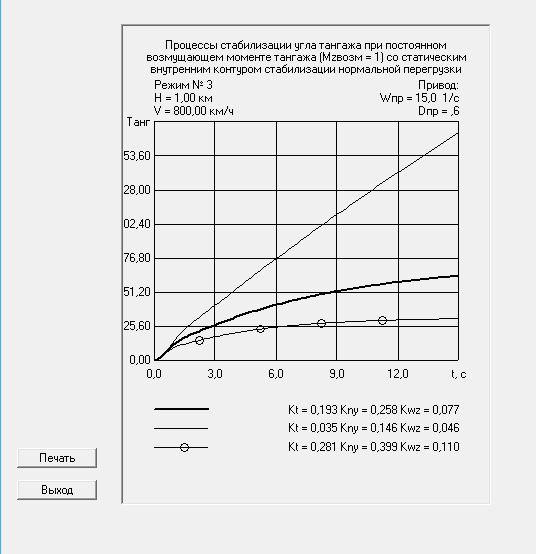 Процессы стабилизации угла тангажа при постоянном
возмущающем моменте тангажа (Mzвозм = 1) со статическим
внутренним контуром стабилизации нормальной перегрузки
Режим № 3 Привод:
H = 1,00 км Wпр = 15,0 1/с
V = 800,00 км/ч Dпр = ,6
Танг
53,60
28,00
02,40
76,80
51,20
25,60
0,00
0,0 3,0 6,0 9,0 12,0 t, c
Kt = 0,193 Kny = 0,258 Kwz = 0,077
Kt = 0,035 Kny = 0,146 Kwz = 0,046
Kt = 0,281 Kny = 0,399 Kwz = 0,110
Печать
Выход